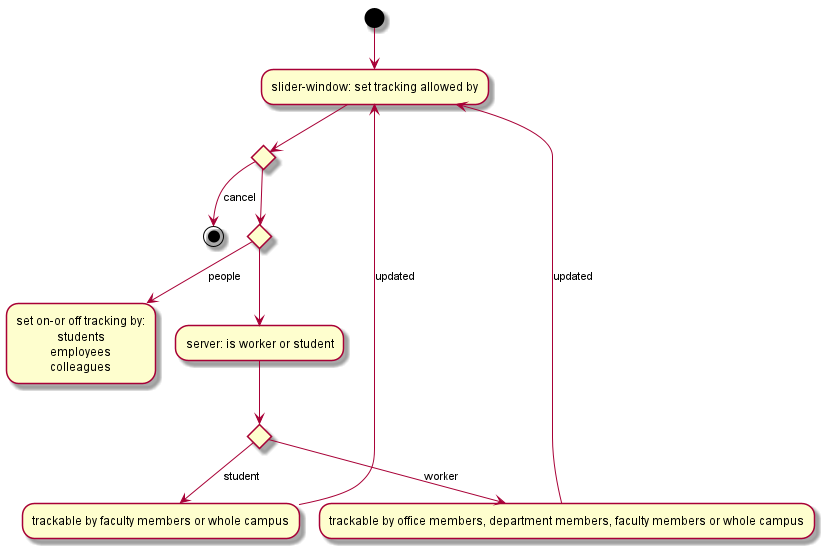 slider-window: set tracking allowed by
cancel
people
updated
updated
set on-or off tracking by:
students
employees
colleagues
server: is worker or student
student
worker
trackable by faculty members or whole campus
trackable by office members, department members, faculty members or whole campus